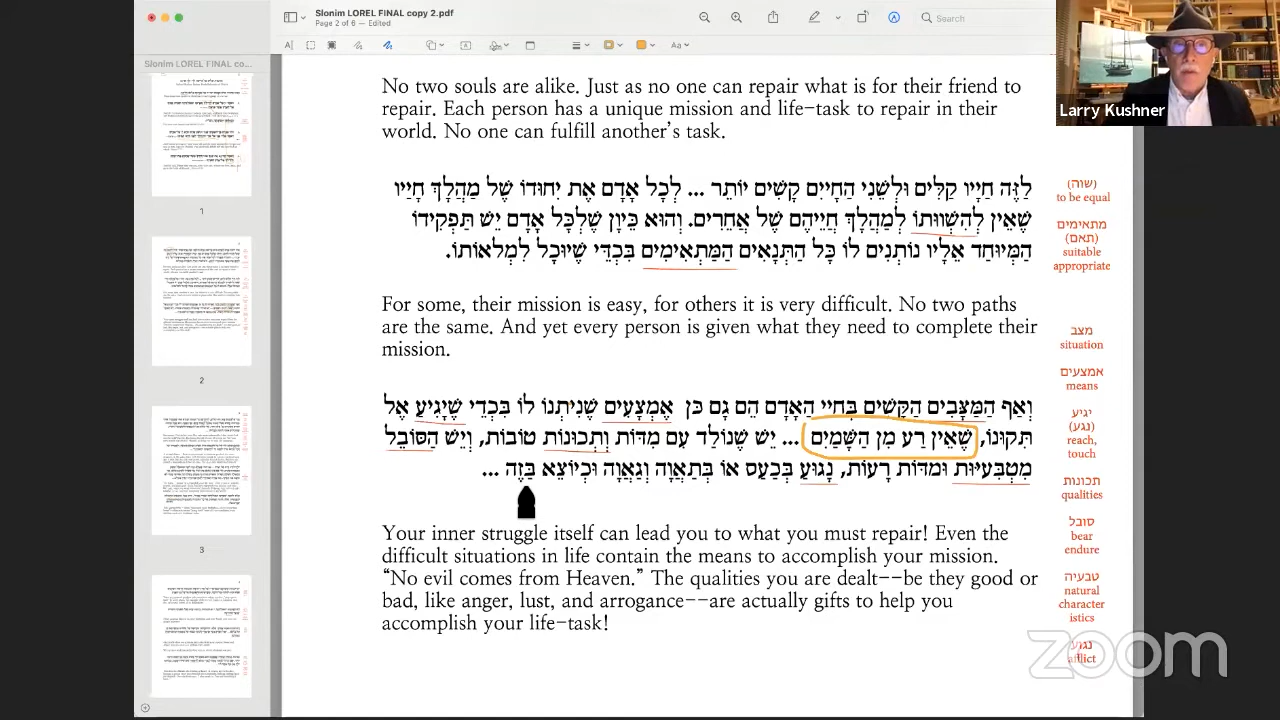 Slonim LOREL FINAL copy 2.pdf
Page 2 of 6 — Edited
Search
Slonim LOREL FINAL co...
1
2
3
Larry Kushner
No two souls are alike. Just as no one can repair what is for their friend to
repair. Each person has a unique mission and life-task to repair in their
world. No one can fulfill another's task.
לַזֶּה חַיָּיו קַלִּים וּלְשֵׁנִי הַחַיִּים קָשִׁים יוֹתֵר ... לְכָל אָדָם אֶת יִחוּדוֹ שֶׁל מַהֲלַךְ חַיָּיו
שֶׁאֵין לְהַשְׁווֹתוֹ לְמַהֲלַךְ חַיֵּיהֶם שֶׁל אֲחֵרִים. וְהוּא כֵּיוָן שֶׁלְּכָל אָדָם יֵשׁ תַּפְקִידוֹ
הַמְיוּחָד אֵלָיו נוֹתְנִים לוֹ כָּל הַתְּנָאִים הַמַּתְאִימִים בִּכְדֵי שֶׁיּוּכַל לְמַלְאוֹתוֹ.
For some their mission is easy, for others it is very difficult. No two paths
are the same. And yet every person is given what they need to complete their
mission.
וְאַף הַמַּצָּבִים הַקָּשִׁים בְּחַיֵּי הָאָדָם הֵם גַּם כֵּן אֶמְצָעִים שֶׁנִּיתְּנוּ לוֹ בִּכְדֵי שֶׁיַּגִּיעַ אֶל
תִּקּוּנוֹ, שֶׁאֵין רַע יוֹרֵד מִן הַשָּׁמַיִם ... יֵשׁ שֶׁנּוֹלַד עִם מִדּוֹת וּתְכוּנוֹת טוֹבוֹת וְיֵשׁ הַסּוֹבֵל
מִטִּבְעִיּוּת וּמִדּוֹת רָעוֹת, נָגוּעַ בְּכַעַס אוֹ בְּתַאֲוָה וְגַאֲוָה וְכַיּוֹצֵא בָּזֶה ...
Your inner struggle itself can lead you to what you must repair! Even the
difficult situations in life contain the means to accomplish your mission.
"No evil comes from Heaven." The qualities you are dealt--be they good or
bad, like anger, lust, and arrogance--are actually gifts to help you
accomplish your life-task!
(שוה)
to be equal
מתאימים
(תאם)
suitable
appropriate
מצב
situation
אמצעים
means
יגיע
(נגע)
reach,
touch
תכונות
qualities
סובל
bear
endure
טבעיה
natural
character
istics
נגוע
afflict
zoom